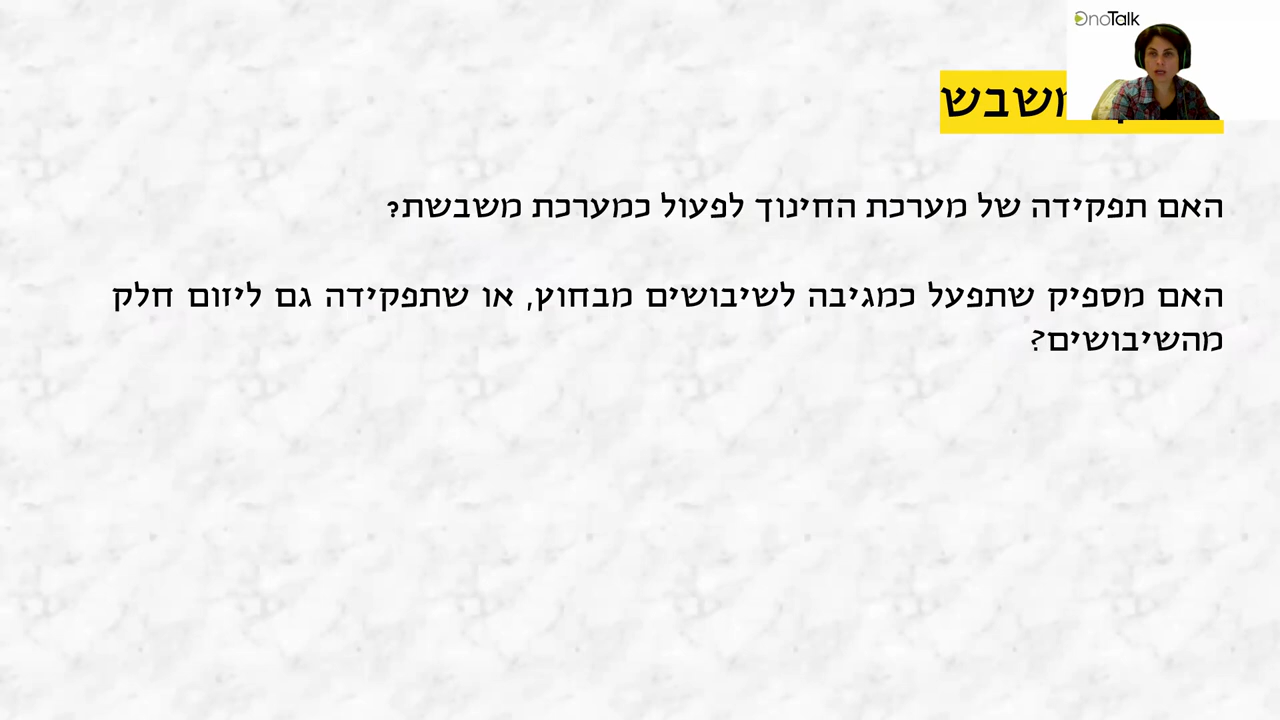 OnoTalk
משבש
האם תפקידה של מערכת החינוך לפעול כמערכת משבשת?
האם מספיק שתפעל כמגיבה לשיבושים מבחוץ, או שתפקידה גם ליזום חלק
מהשיבושים?